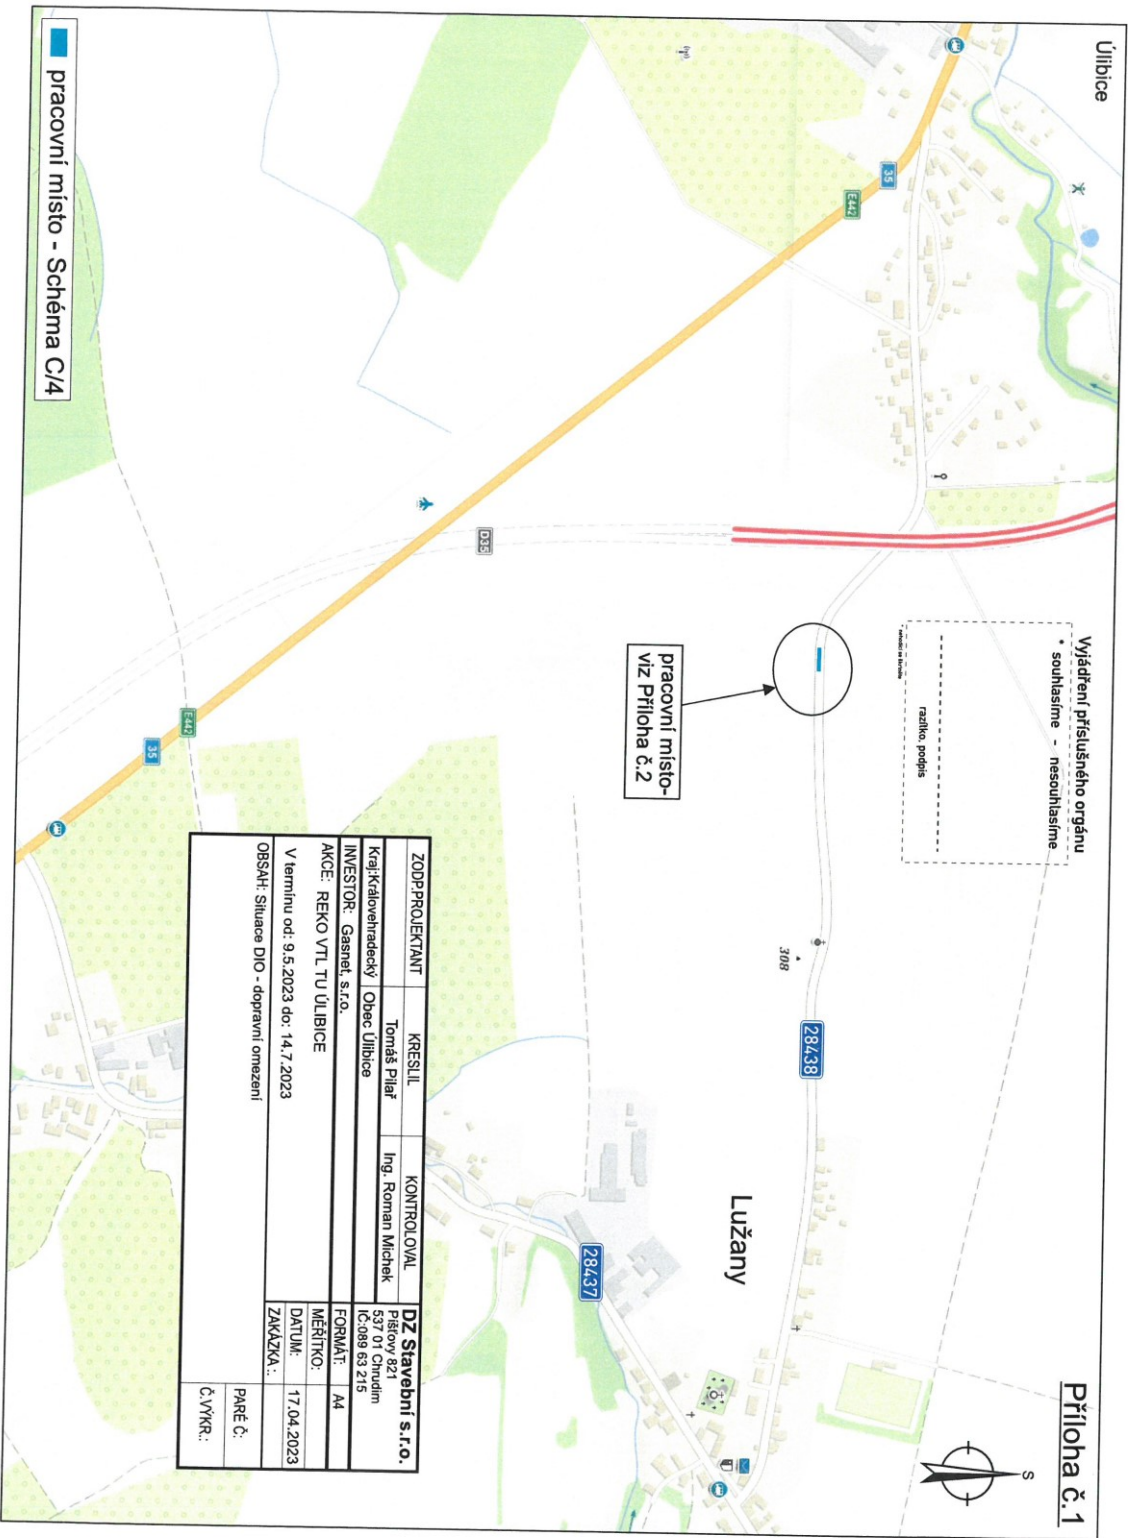 Příloha č.1
Úlibice
Vyjádření příslušného orgánu
* souhlasíme - nesouhlasíme
razítko, podpis
S
35
E442
D35
pracovní místo-
viz Příloha č.2
308
28438
Lužany
28437
E442
35
pracovní místo - Schéma C/4
ZODP.PROJEKTANT KRESLIL KONTROLOVAL
Tomáš Pilař Ing. Roman Michek
Kraj:Královehradecký Obec Úlibice
INVESTOR: Gasnet, s.r.o.
AKCE: REKO VTL TU ÚLIBICE
V termínu od: 9.5.2023 do: 14.7.2023
OBSAH: Situace DIO - dopravní omezení
DZ Stavební s.r.o.
Píšťovy 821
537 01 Chrudim
IČ:089 63 215
FORMÁT: A4
MĚŘÍTKO:
DATUM: 17.04.2023
ZAKÁZKA :.
PARÉ Č:
Č.VÝKR.: